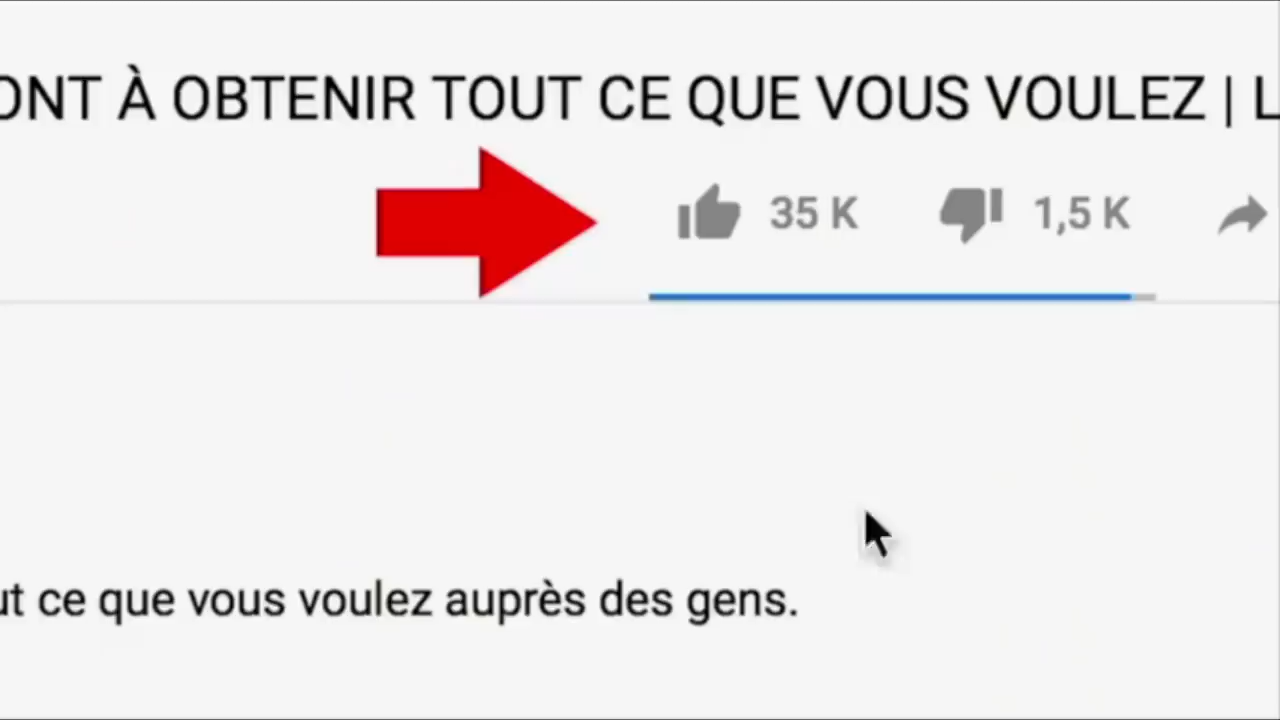 ONT À OBTENIR TOUT CE QUE VOUS VOULEZ | L
35 K 1,5 K
ut ce que vous voulez auprès des gens.